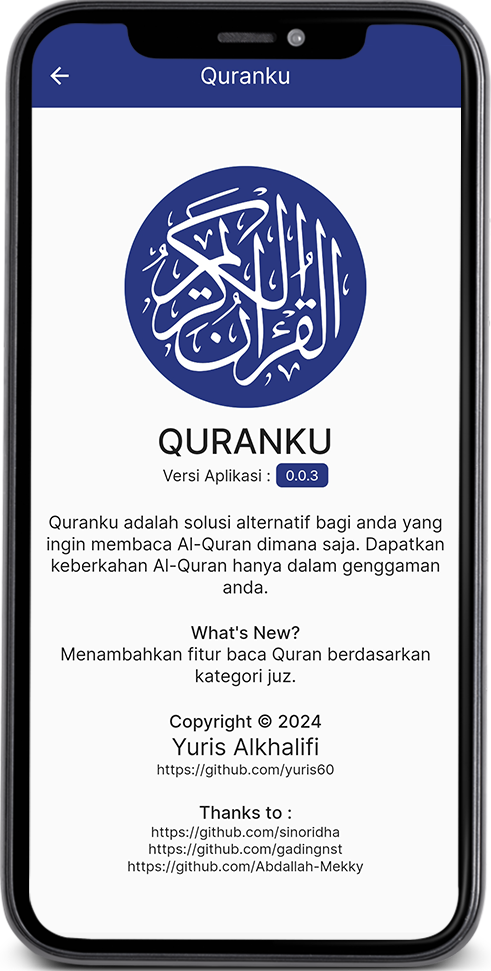 Quranku
القرآن الكريم
QURANKU
Versi Aplikasi : 0.0.3
Quranku adalah solusi alternatif bagi anda yang
ingin membaca Al-Quran dimana saja. Dapatkan
keberkahan Al-Quran hanya dalam genggaman
anda.
What's New?
Menambahkan fitur baca Quran berdasarkan
kategori juz.
Copyright © 2024
Yuris Alkhalifi
https://github.com/yuris60
Thanks to :
https://github.com/sinoridha
https://github.com/gadingnst
https://github.com/Abdallah-Mekky